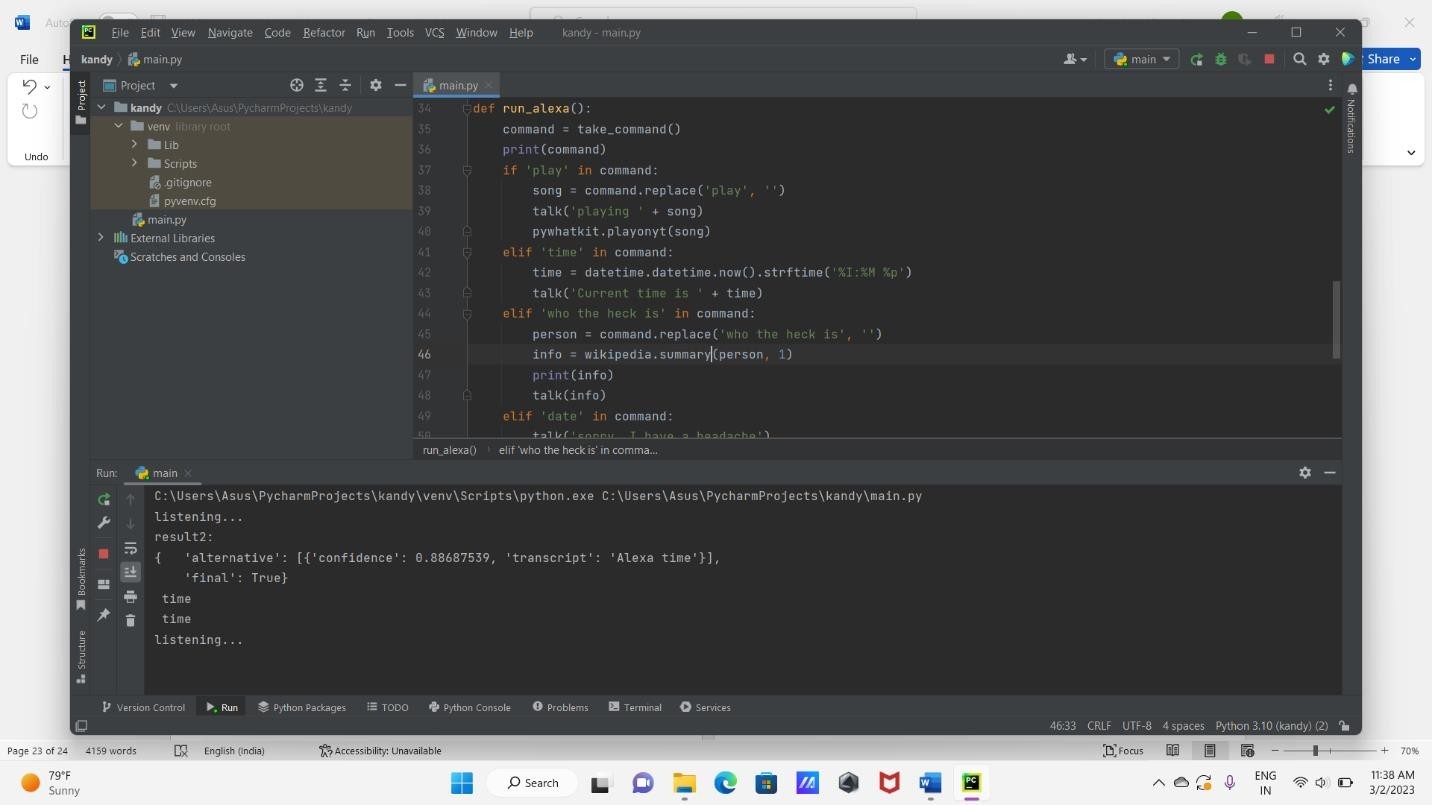 File Edit View Navigate Code Refactor Run Tools VCS Window Help kandy - main.py
File
Share
kandy main.py
main
Undo
Project
Project
Notifications
kandy C:\Users\Asus\PycharmProjects\kandy
venv library root
Lib
Scripts
.gitignore
pyvenv.cfg
main.py
External Libraries
Scratches and Consoles
main.py
34 def run_alexa():
35 command = take_command()
36 print(command)
37 if 'play' in command:
38 song = command.replace('play', '')
39 talk('playing ' + song)
40 pywhatkit.playonyt(song)
41 elif 'time' in command:
42 time = datetime.datetime.now().strftime('%I:%M %p')
43 talk('Current time is ' + time)
44 elif 'who the heck is' in command:
45 person = command.replace('who the heck is', '')
46 info = wikipedia.summary(person, 1)
47 print(info)
48 talk(info)
49 elif 'date' in command:
50 talk('sorry, I have a headache')
run_alexa() elif 'who the heck is' in comma...
Run: main
C:\Users\Asus\PycharmProjects\kandy\venv\Scripts\python.exe C:\Users\Asus\PycharmProjects\kandy\main.py
listening...
result2:
{ 'alternative': [{'confidence': 0.88687539, 'transcript': 'Alexa time'}],
'final': True}
time
time
listening...
Bookmarks
Structure
Version Control Run Python Packages TODO Python Console Problems Terminal Services
46:33 CRLF UTF-8 4 spaces Python 3.10 (kandy) (2)
Page 23 of 24 4159 words English (India) Accessibility: Unavailable Focus 70%
79°F
Sunny
Search
ENG
IN
11:38 AM
3/2/2023